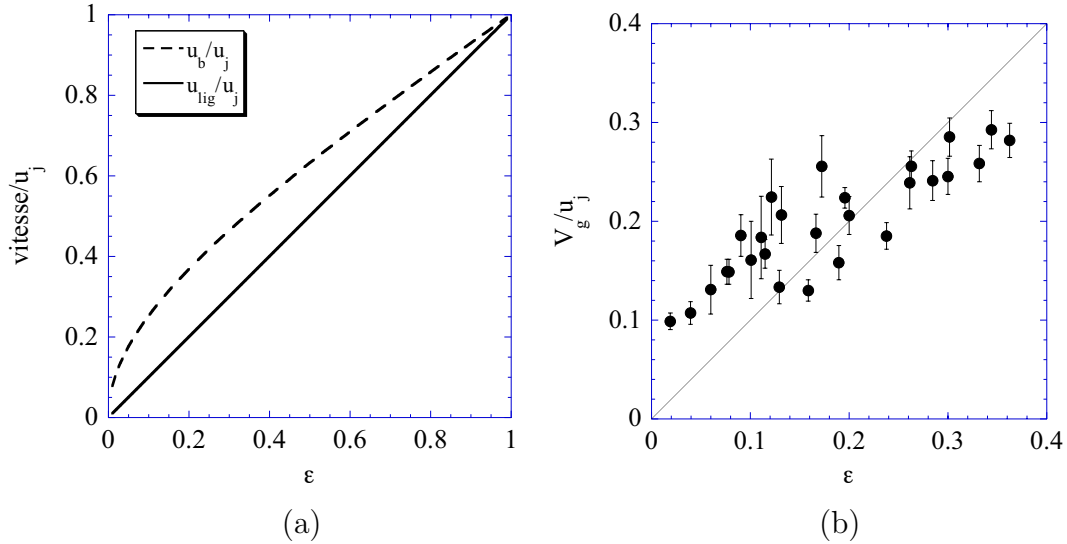 1
0.8
0.6
0.4
0.2
0
vitesse/u_j
u_b/u_j
u_lig/u_j
0 0.2 0.4 0.6 0.8 1
ε
(a)
0.4
0.3
0.2
0.1
0
V_g/u_j
0 0.1 0.2 0.3 0.4
ε
(b)